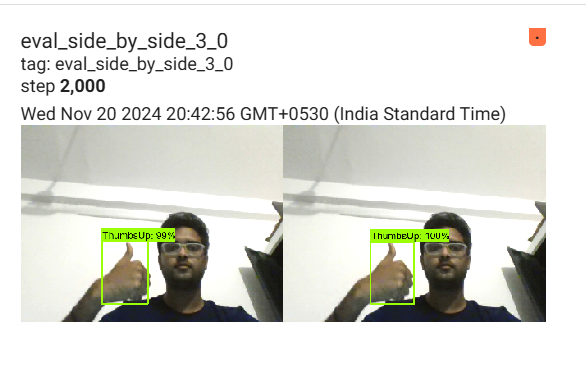 eval_side_by_side_3_0
tag: eval_side_by_side_3_0
step 2,000
Wed Nov 20 2024 20:42:56 GMT+0530 (India Standard Time)
ThumbsUp: 99%
ThumbsUp: 100%